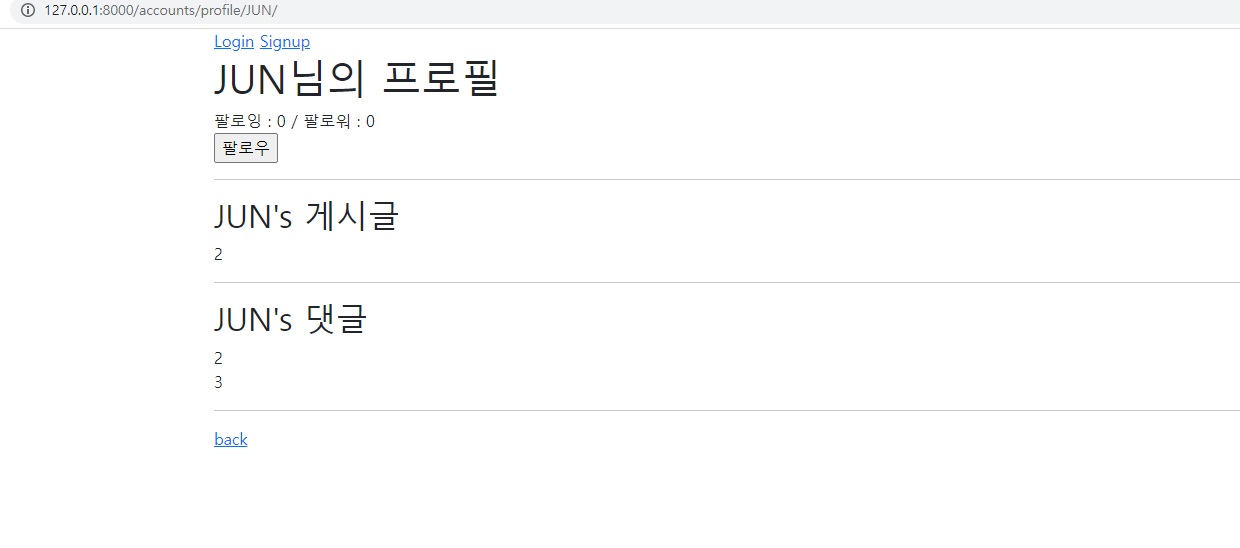 127.0.0.1:8000/accounts/profile/JUN/
Login Signup
JUN님의 프로필
팔로잉 : 0 / 팔로워 : 0
팔로우
JUN's 게시글
2
JUN's 댓글
2
3
back